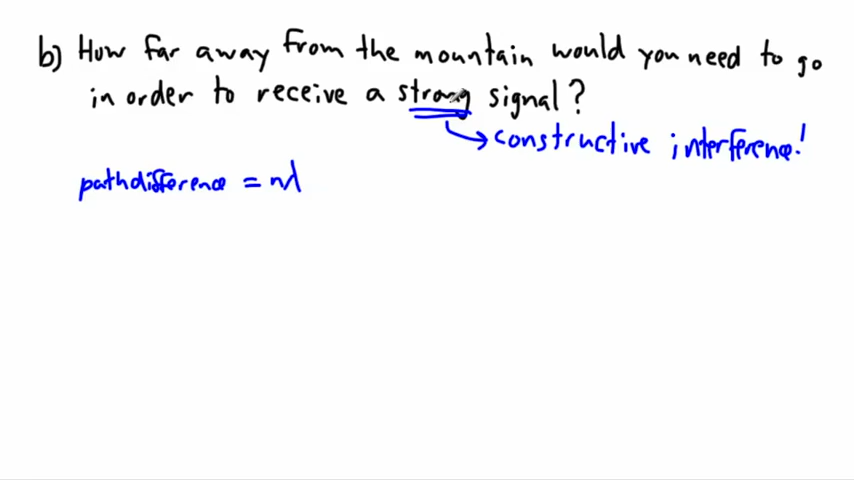 b) How far away from the mountain would you need to go
in order to receive a strong signal?
constructive interference!
pathdifference = nλ